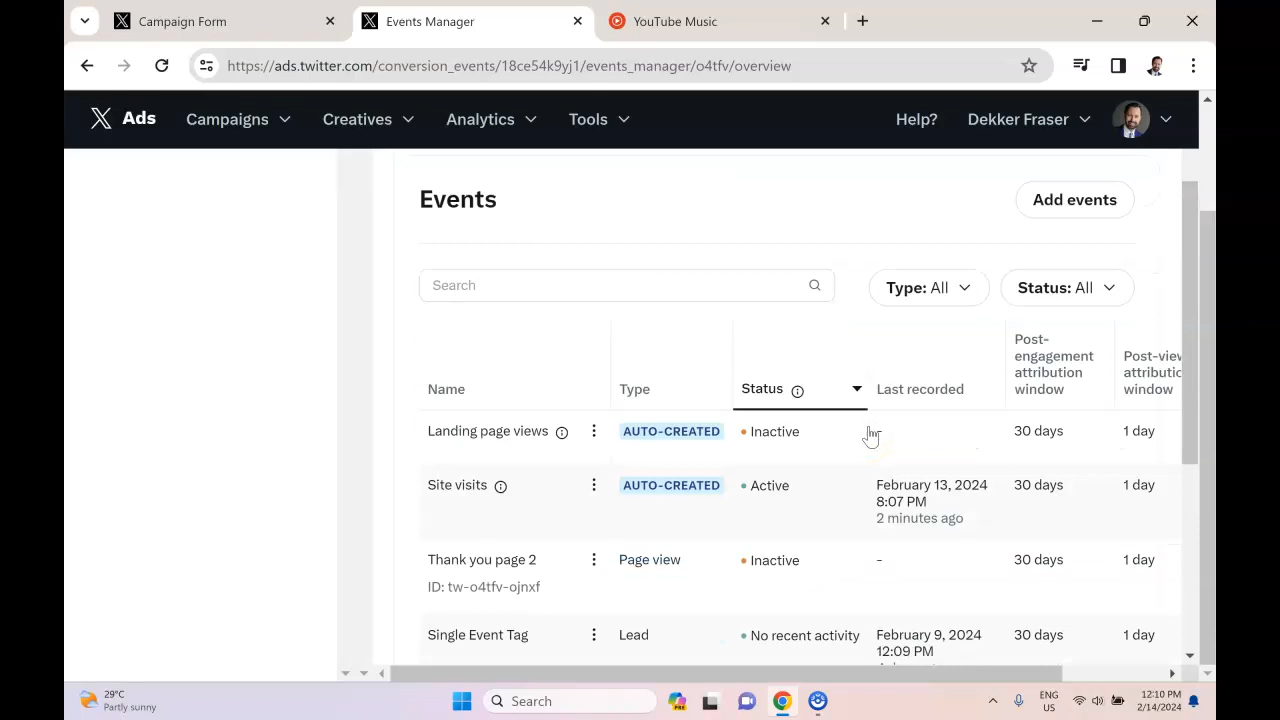 Campaign Form
Events Manager
YouTube Music
https://ads.twitter.com/conversion_events/18ce54k9yj1/events_manager/o4tfv/overview
Ads
Campaigns
Creatives
Analytics
Tools
Help?
Dekker Fraser
Events
Add events
Search
Type: All
Status: All
Name
Type
Status
Last recorded
Post-
engagement
attribution
window
Post-view
attributio
window
Landing page views
AUTO-CREATED
Inactive
-
30 days
1 day
Site visits
AUTO-CREATED
Active
February 13, 2024
8:07 PM
2 minutes ago
30 days
1 day
Thank you page 2
ID: tw-o4tfv-ojnxf
Page view
Inactive
-
30 days
1 day
Single Event Tag
Lead
No recent activity
February 9, 2024
12:09 PM
30 days
1 day
29°C
Partly sunny
Search
PRE
ENG
US
12:10 PM
2/14/2024